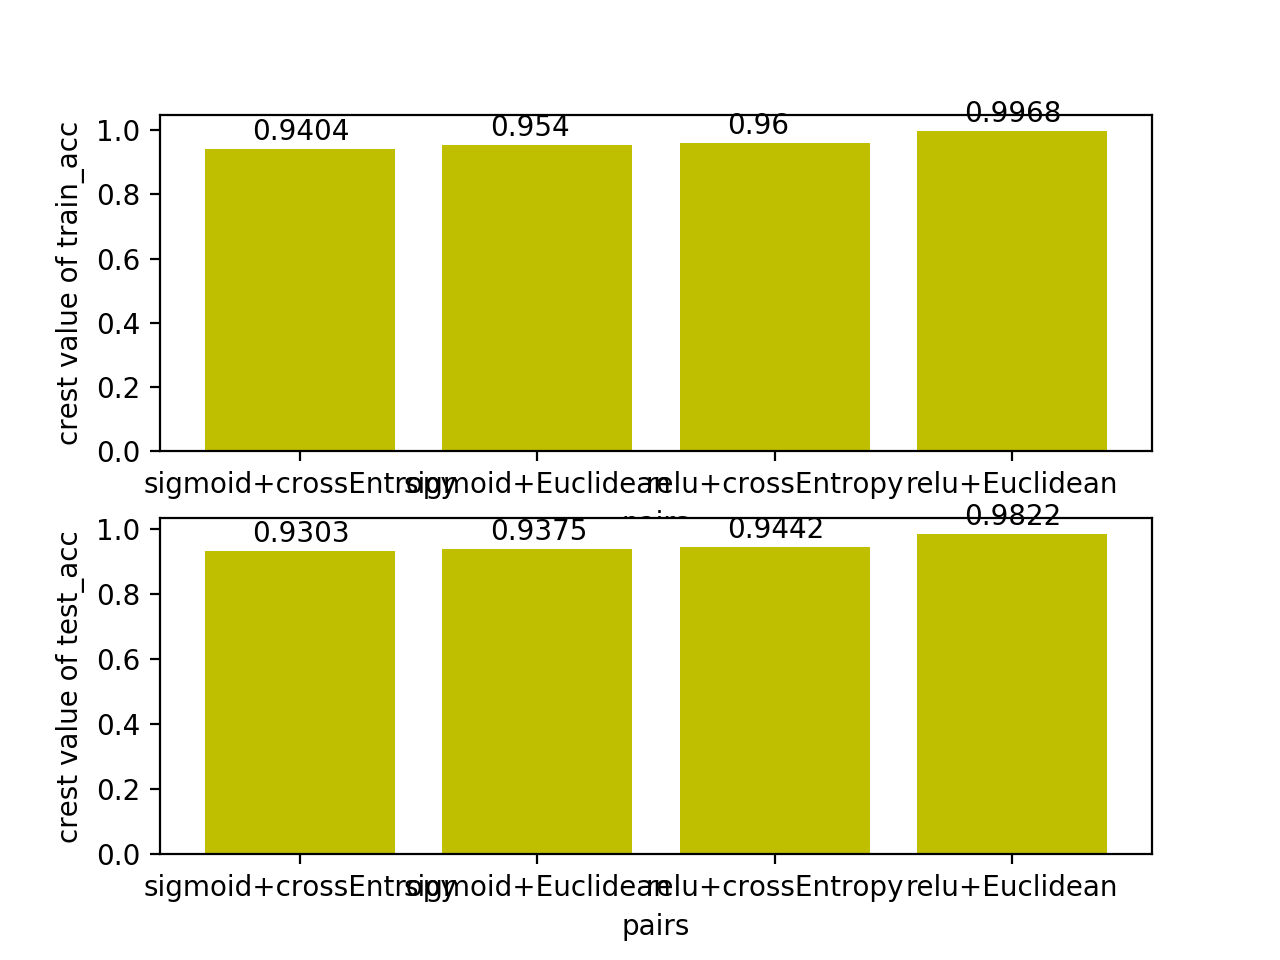 crest value of train_acc
1.0
0.8
0.6
0.4
0.2
0.0
0.9404 0.954 0.96 0.9968
sigmoid+crossEntropy sigmoid+Euclidean relu+crossEntropy relu+Euclidean
pairs
crest value of test_acc
1.0
0.8
0.6
0.4
0.2
0.0
0.9303 0.9375 0.9442 0.9822
sigmoid+crossEntropy sigmoid+Euclidean relu+crossEntropy relu+Euclidean
pairs